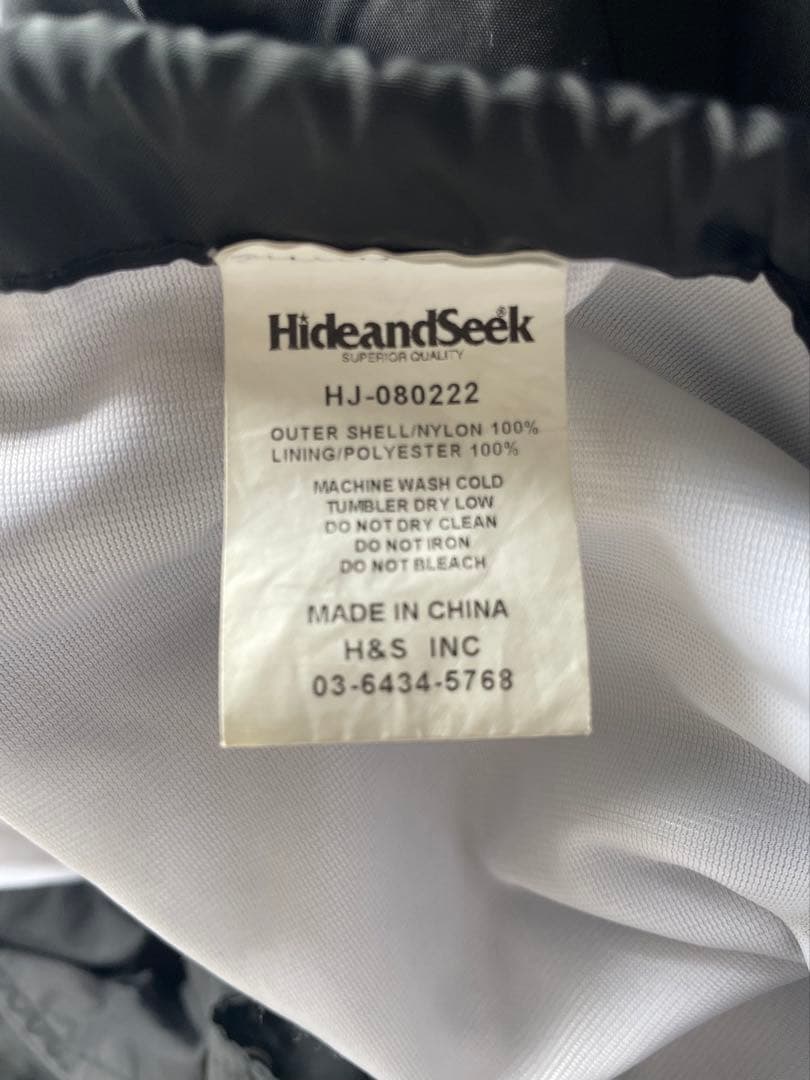 HideandSeek®
SUPERIOR QUALITY
HJ-080222
OUTER SHELL/NYLON 100%
LINING/POLYESTER 100%
MACHINE WASH COLD
TUMBLER DRY LOW
DO NOT DRY CLEAN
DO NOT IRON
DO NOT BLEACH
MADE IN CHINA
H&S INC
03-6434-5768